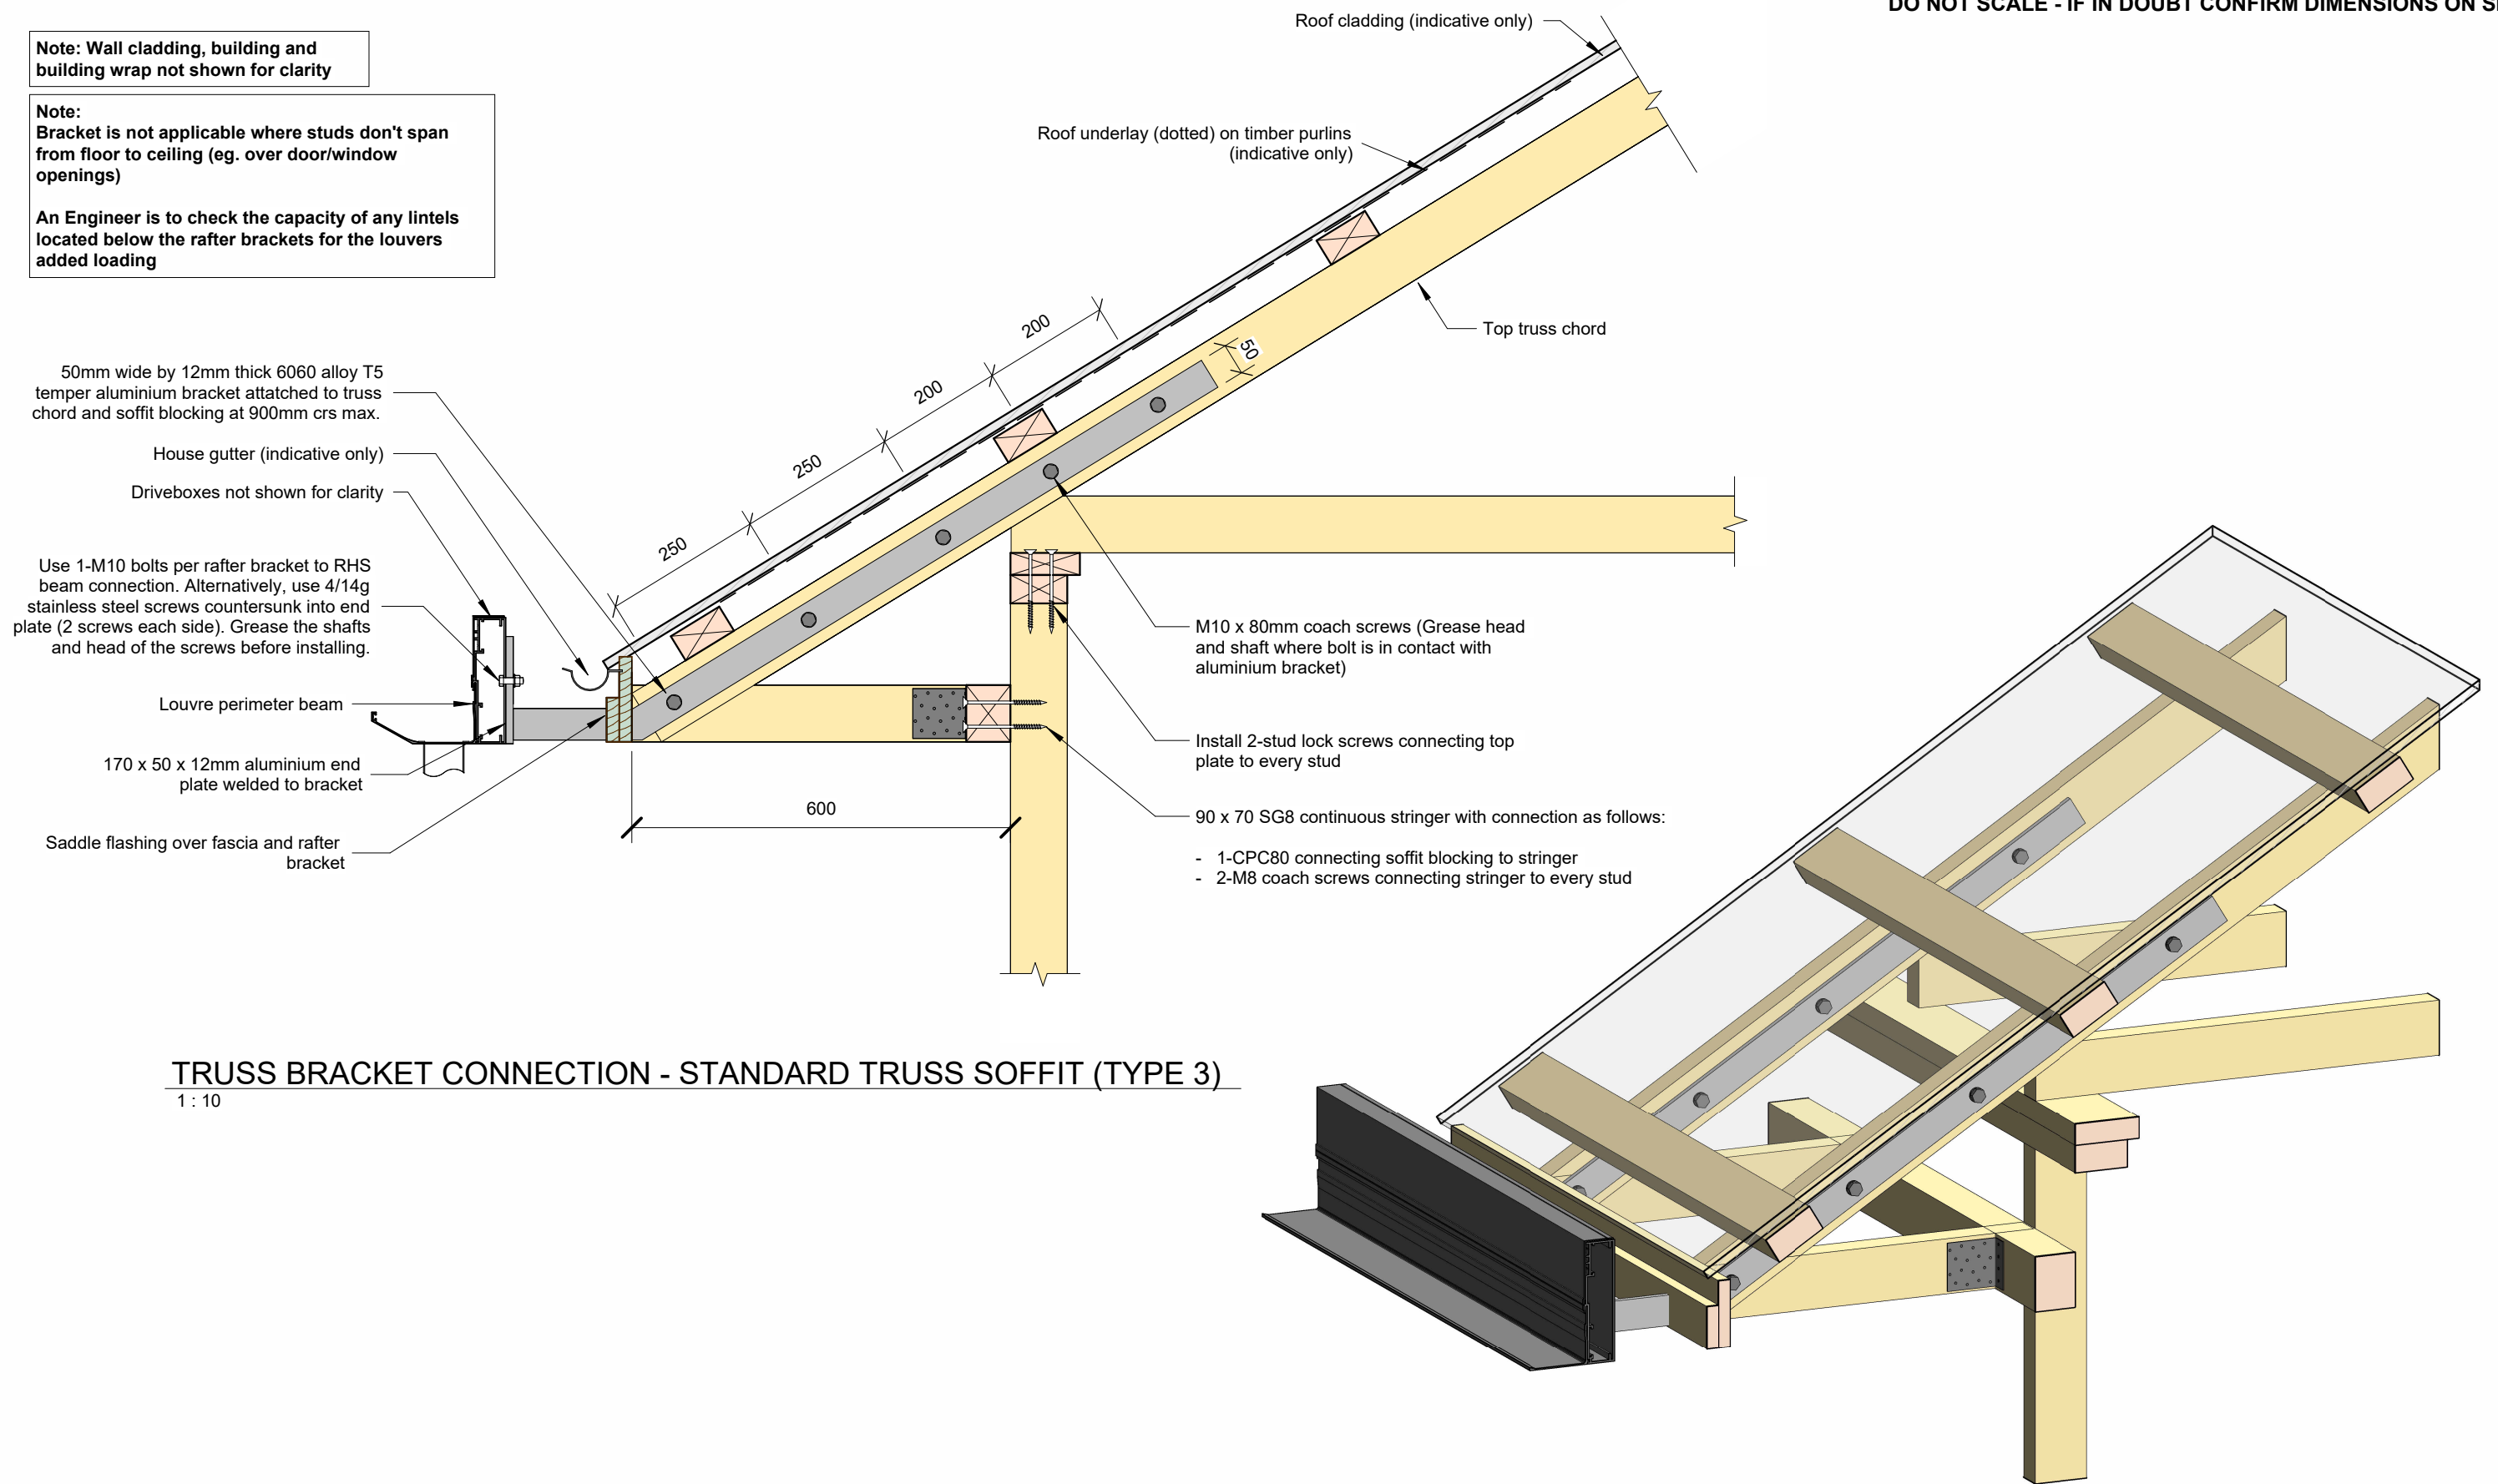 DO NOT SCALE - IF IN DOUBT CONFIRM DIMENSIONS ON
Note: Wall cladding, building and
building wrap not shown for clarity
Note:
Bracket is not applicable where studs don't span
from floor to ceiling (eg. over door/window
openings)
An Engineer is to check the capacity of any lintels
located below the rafter brackets for the louvers
added loading
Roof cladding (indicative only)
Roof underlay (dotted) on timber purlins
(indicative only)
Top truss chord
200
200
250
250
50
50mm wide by 12mm thick 6060 alloy T5
temper aluminium bracket attatched to truss
chord and soffit blocking at 900mm crs max.
House gutter (indicative only)
Driveboxes not shown for clarity
Use 1-M10 bolts per rafter bracket to RHS
beam connection. Alternatively, use 4/14g
stainless steel screws countersunk into end
plate (2 screws each side). Grease the shafts
and head of the screws before installing.
Louvre perimeter beam
170 x 50 x 12mm aluminium end
plate welded to bracket
Saddle flashing over fascia and rafter
bracket
600
M10 x 80mm coach screws (Grease head
and shaft where bolt is in contact with
aluminium bracket)
Install 2-stud lock screws connecting top
plate to every stud
90 x 70 SG8 continuous stringer with connection as follows:
- 1-CPC80 connecting soffit blocking to stringer
- 2-M8 coach screws connecting stringer to every stud
TRUSS BRACKET CONNECTION - STANDARD TRUSS SOFFIT (TYPE 3)
1 : 10